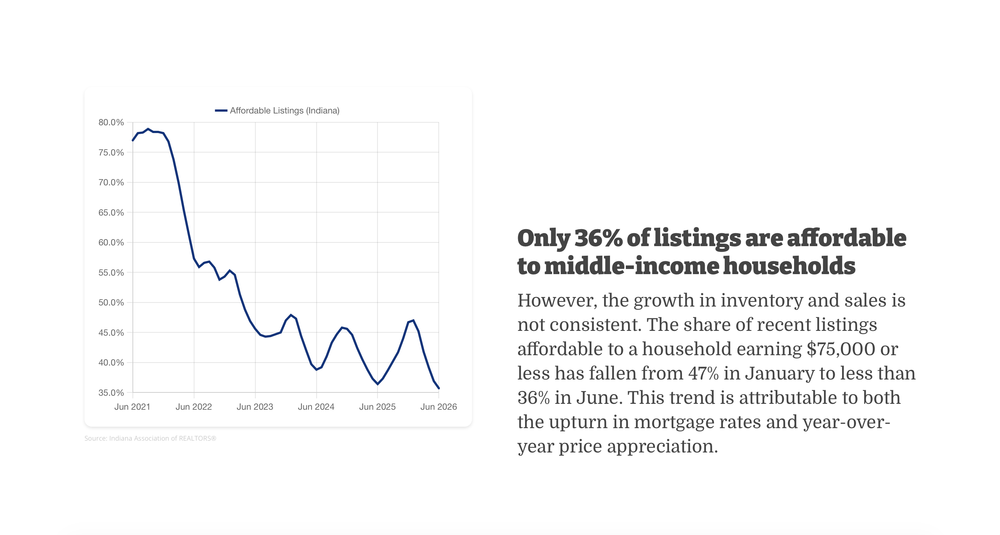 Affordable Listings (Indiana)
80.0%
75.0%
70.0%
65.0%
60.0%
55.0%
50.0%
45.0%
40.0%
35.0%
Jun 2021
Jun 2022
Jun 2023
Jun 2024
Jun 2025
Jun 2026
Source: Indiana Association of REALTORS®
Only 36% of listings are affordable
to middle-income households
However, the growth in inventory and sales is
not consistent. The share of recent listings
affordable to a household earning $75,000 or
less has fallen from 47% in January to less than
36% in June. This trend is attributable to both
the upturn in mortgage rates and year-over-
year price appreciation.